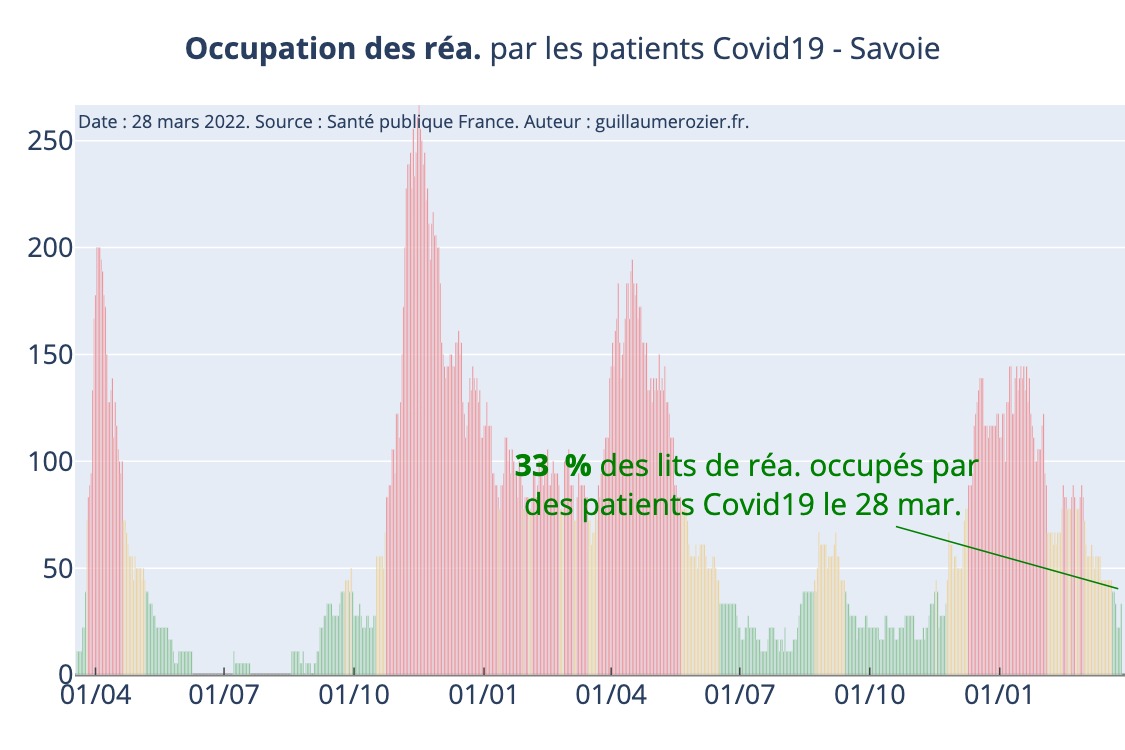 Occupation des réa. par les patients Covid19 - Savoie
Date : 28 mars 2022. Source : Santé publique France. Auteur : guillaumerozier.fr.
250
200
150
100
50
0
33 % des lits de réa. occupés par
des patients Covid19 le 28 mar.
01/04 01/07 01/10 01/01 01/04 01/07 01/10 01/01